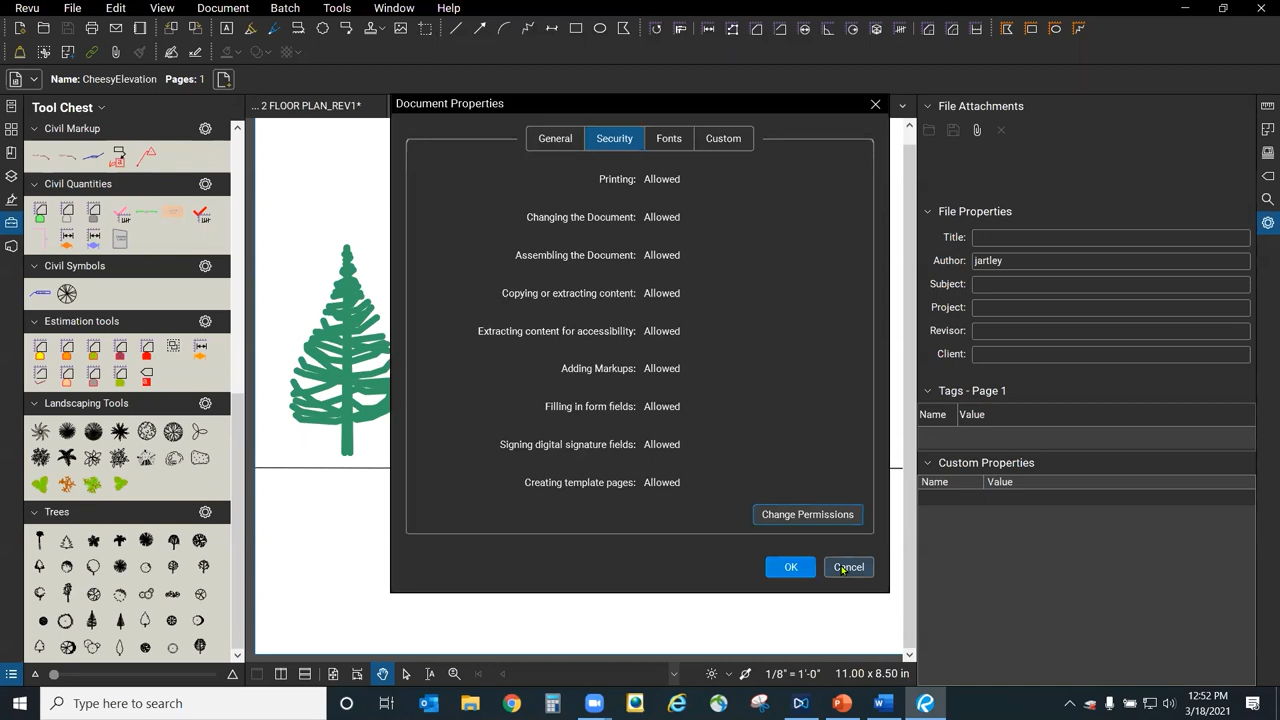 Revu File Edit View Document Batch Tools Window Help
Name: CheesyElevation Pages: 1
Tool Chest
... 2 FLOOR PLAN_REV1*
Document Properties
File Attachments
Civil Markup
General Security Fonts Custom
Civil Quantities
Printing: Allowed
Changing the Document: Allowed
File Properties
Title:
Assembling the Document: Allowed
Author: jartley
Civil Symbols
Subject:
Copying or extracting content: Allowed
Project:
Estimation tools
Extracting content for accessibility: Allowed
Revisor:
Client:
Adding Markups: Allowed
Tags - Page 1
Landscaping Tools
Filling in form fields: Allowed
Name Value
Signing digital signature fields: Allowed
Custom Properties
Creating template pages: Allowed
Name Value
Trees
Change Permissions
OK Cancel
1/8" = 1'-0" 11.00 x 8.50 in
Type here to search
12:52 PM
3/18/2021